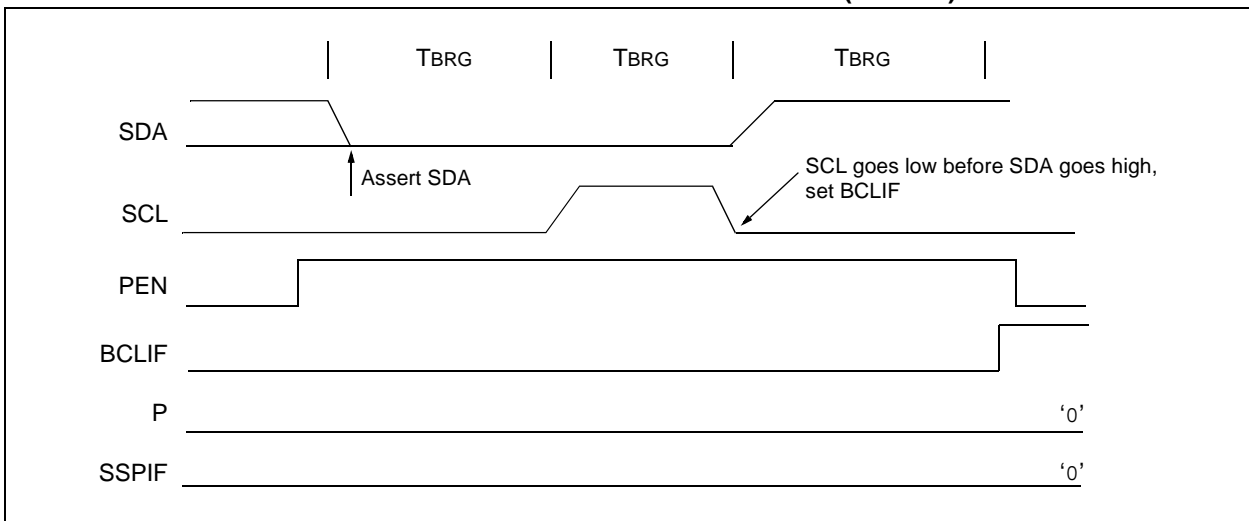 TBRG TBRG TBRG
SDA
Assert SDA
SCL goes low before SDA goes high,
set BCLIF
SCL
PEN
BCLIF
P ‘0’
SSPIF ‘0’